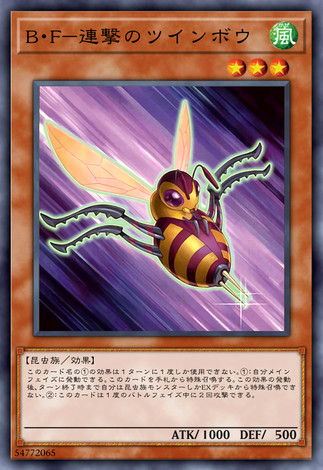 B・F－連撃のツインボウ
風
【昆虫族／効果】
このカード名の①の効果は１ターンに１度しか使用できない。①：自分メイン
フェイズに発動できる。このカードを手札から特殊召喚する。この効果の発動
後、ターン終了時まで自分は昆虫族モンスターしかEXデッキから特殊召喚で
きない。②：このカードは１度のバトルフェイズ中に２回攻撃できる。
ATK/ 1000 DEF/ 500
54772065